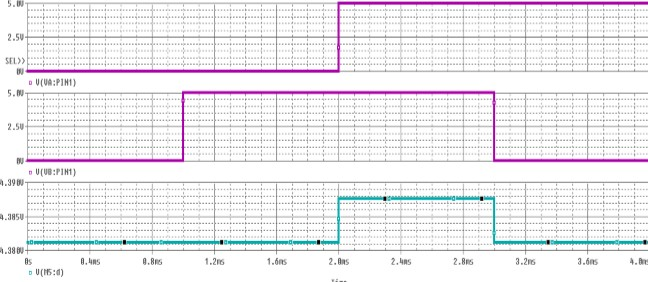 5.0V
2.5V
SEL>>
0V
V(VA:PIN1)
5.0V
2.5V
0V
V(VB:PIN1)
4.390V
4.385V
4.380V
0s 0.4ms 0.8ms 1.2ms 1.6ms 2.0ms 2.4ms 2.8ms 3.2ms 3.6ms 4.0ms
V(M5:d)
Time